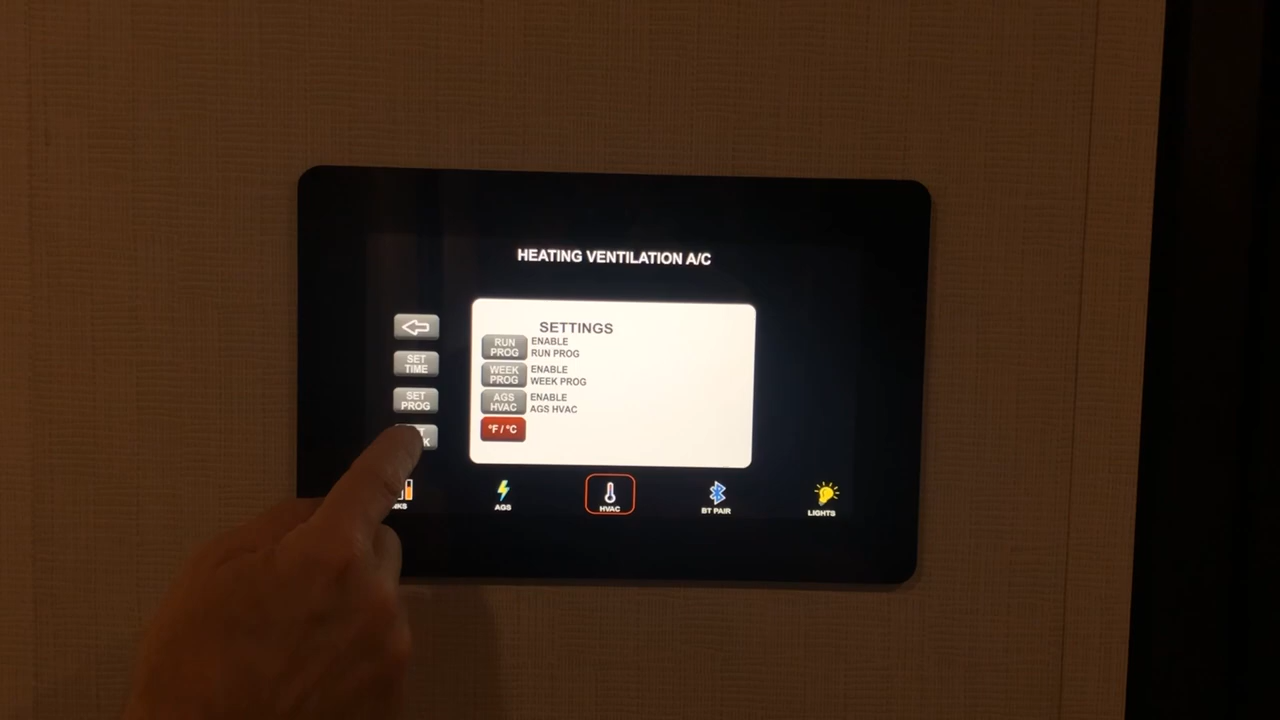 HEATING VENTILATION A/C
SETTINGS
SET
TIME
SET
PROG
RUN
PROG
ENABLE
RUN PROG
WEEK
PROG
ENABLE
WEEK PROG
AGS
HVAC
ENABLE
AGS HVAC
°F / °C
AGS
HVAC
BT PAIR
LIGHTS